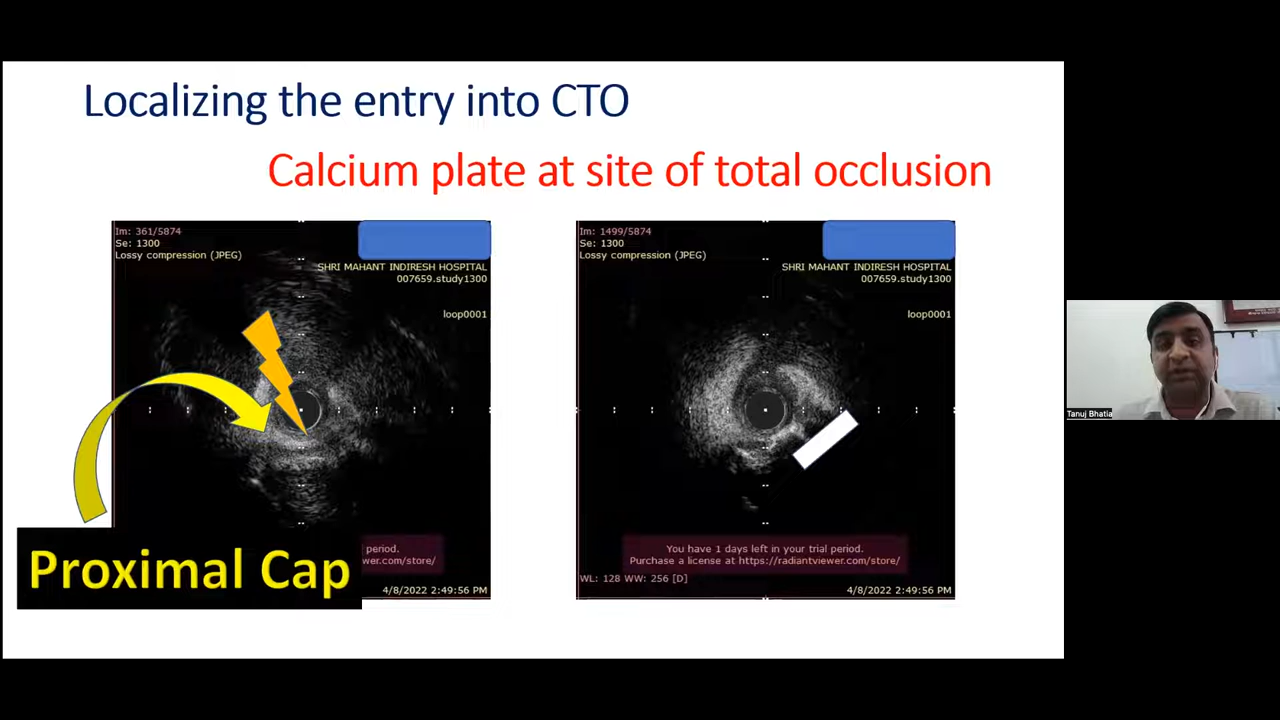 Localizing the entry into CTO
Calcium plate at site of total occlusion
Im: 361/5874
Se: 1300
Lossy compression (JPEG)
SHRI MAHANT INDIRESH HOSPITAL
007659.study1300
loop0001
period.
wer.com/store/
4/8/2022 2:49:56 PM
Proximal Cap
Im: 1499/5874
Se: 1300
Lossy compression (JPEG)
SHRI MAHANT INDIRESH HOSPITAL
007659.study1300
loop0001
You have 1 days left in your trial period.
Purchase a license at https://radiantviewer.com/store/
WL: 128 WW: 256 [D]
4/8/2022 2:49:56 PM
Tanuj Bhatia